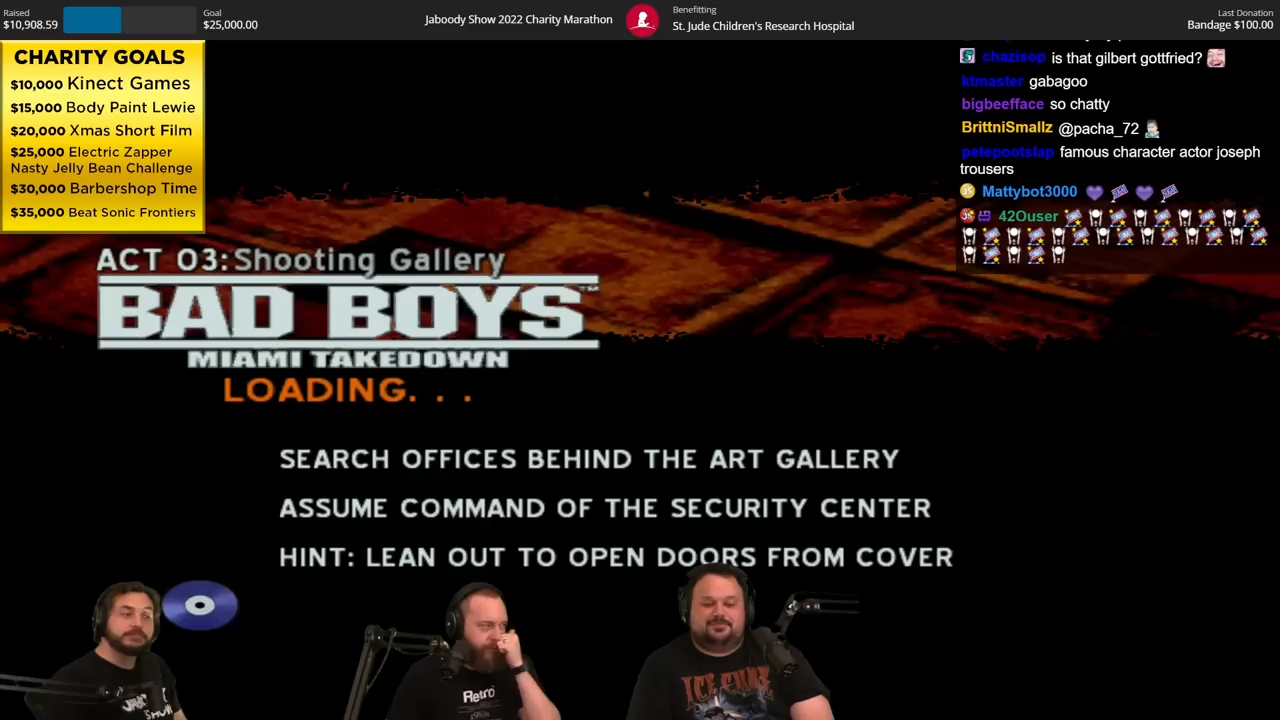 Raised
$10,908.59
Goal
$25,000.00
Jaboody Show 2022 Charity Marathon
Benefitting
St. Jude Children's Research Hospital
Last Donation
Bandage $100.00
CHARITY GOALS
$10,000 Kinect Games
$15,000 Body Paint Lewie
$20,000 Xmas Short Film
$25,000 Electric Zapper
Nasty Jelly Bean Challenge
$30,000 Barbershop Time
$35,000 Beat Sonic Frontiers
chazisop is that gilbert gottfried?
ktmaster gabagoo
bigbeefface so chatty
BrittniSmallz @pacha_72
petepootslap famous character actor joseph
trousers
Mattybot3000
42Ouser
ACT 03: Shooting Gallery
BAD BOYS™
MIAMI TAKEDOWN
LOADING. . .
SEARCH OFFICES BEHIND THE ART GALLERY
ASSUME COMMAND OF THE SECURITY CENTER
HINT: LEAN OUT TO OPEN DOORS FROM COVER
Retro